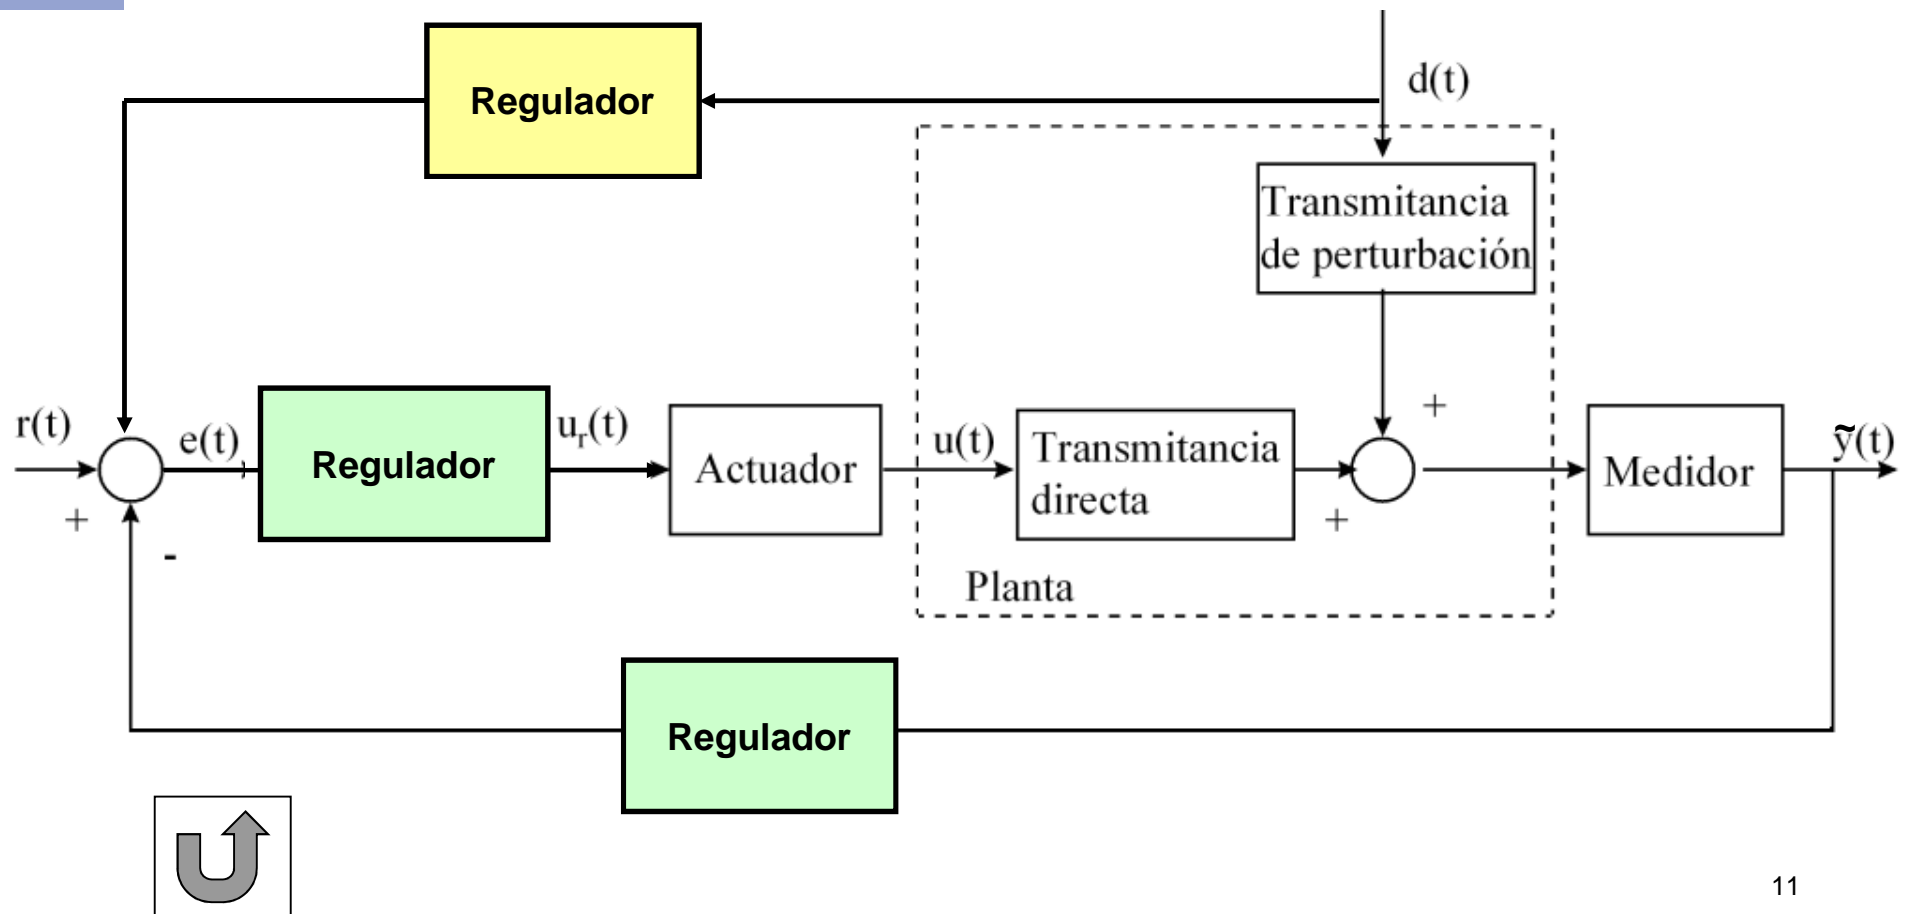 Regulador
d(t)
Transmitancia
de perturbación
r(t)
e(t)
Regulador
uᵣ(t)
Actuador
u(t)
Transmitancia
directa
+
+
Medidor
ỹ(t)
+
-
Planta
Regulador
11